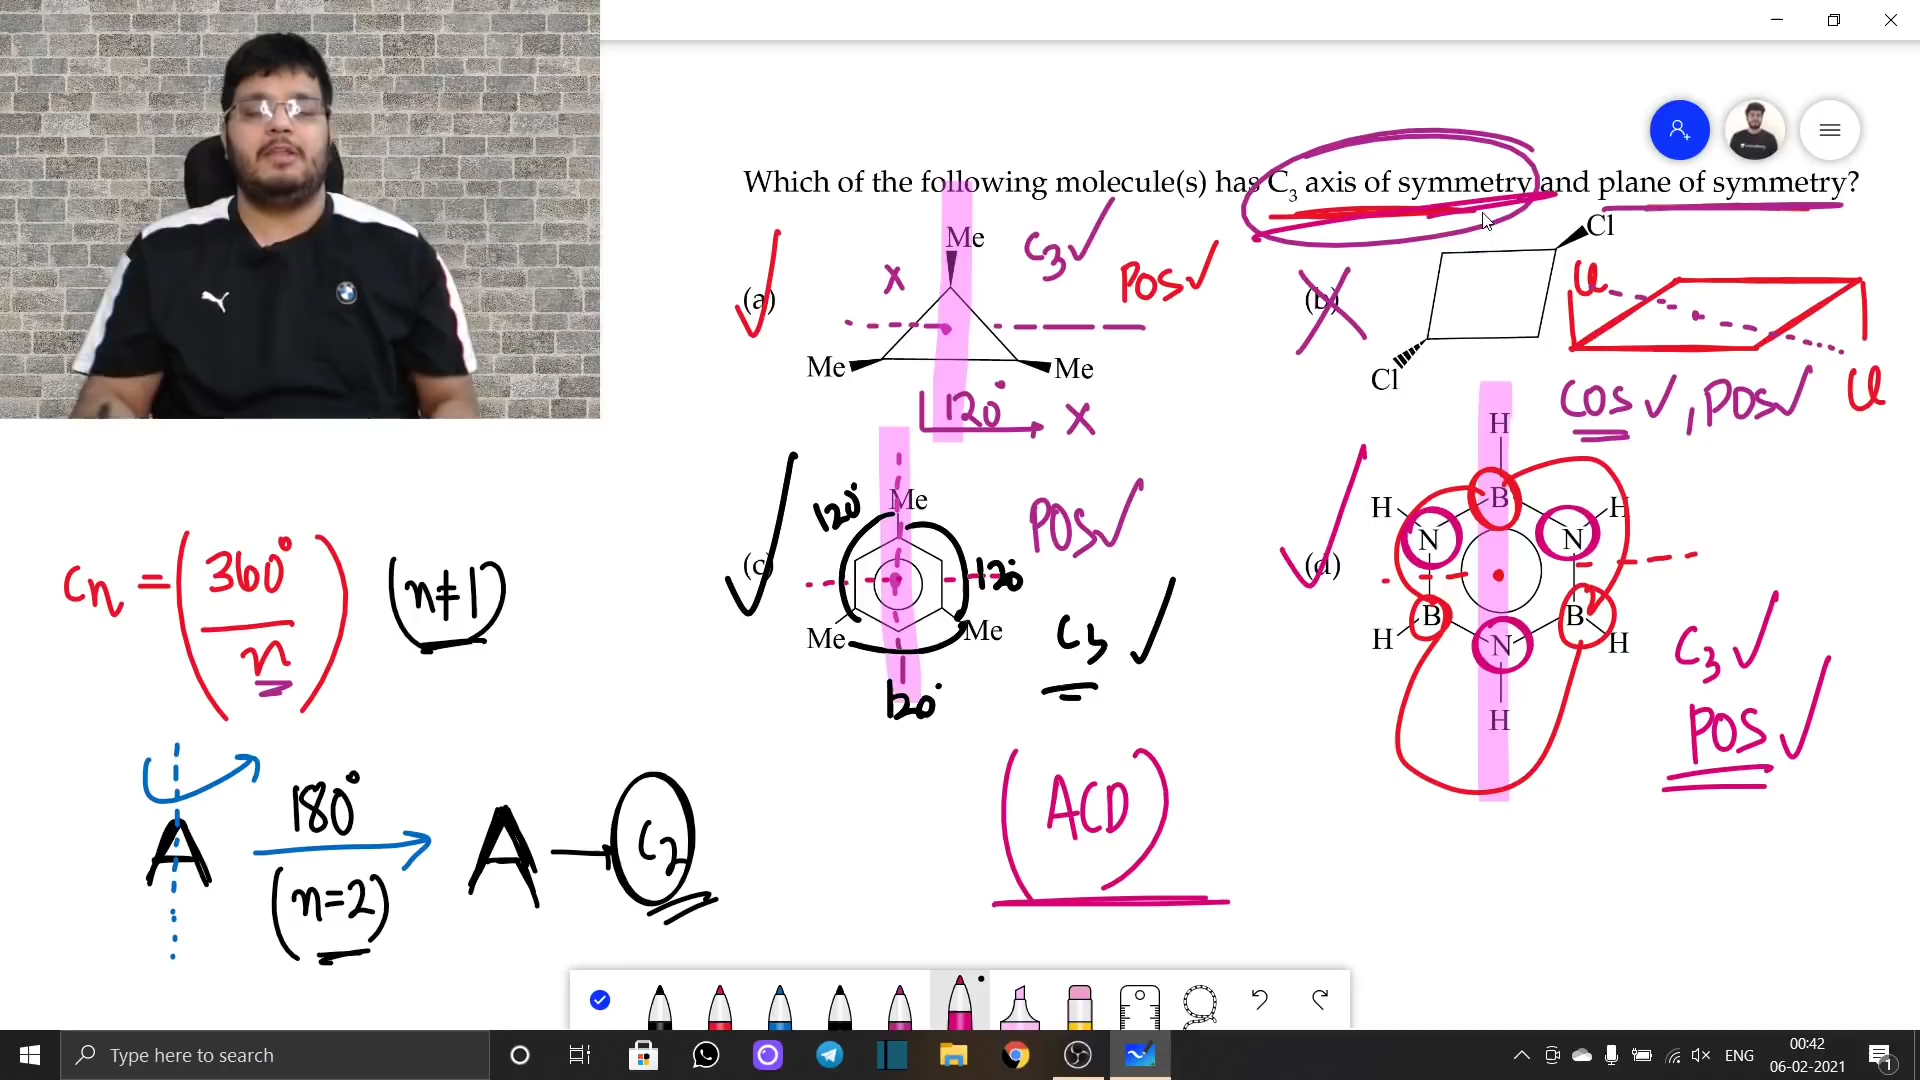 Which of the following molecule(s) has C₃ axis of symmetry and plane of symmetry?
(a)
Me
Me
Me
X
C₃ ✓
POS ✓
120°
X
(b)
Cl
Cl
Cl
Cl
COS ✓, POS ✓
(c)
Me
Me
Me
120°
120°
120°
POS ✓
C₃ ✓
(d)
H
B
H
N
N
H
B
B
H
N
H
H
C₃ ✓
POS ✓
(ACD)
Cn = (360°/n) (n≠1)
A
180°
(n=2)
A
C₂
Type here to search
ENG
00:42
06-02-2021
1